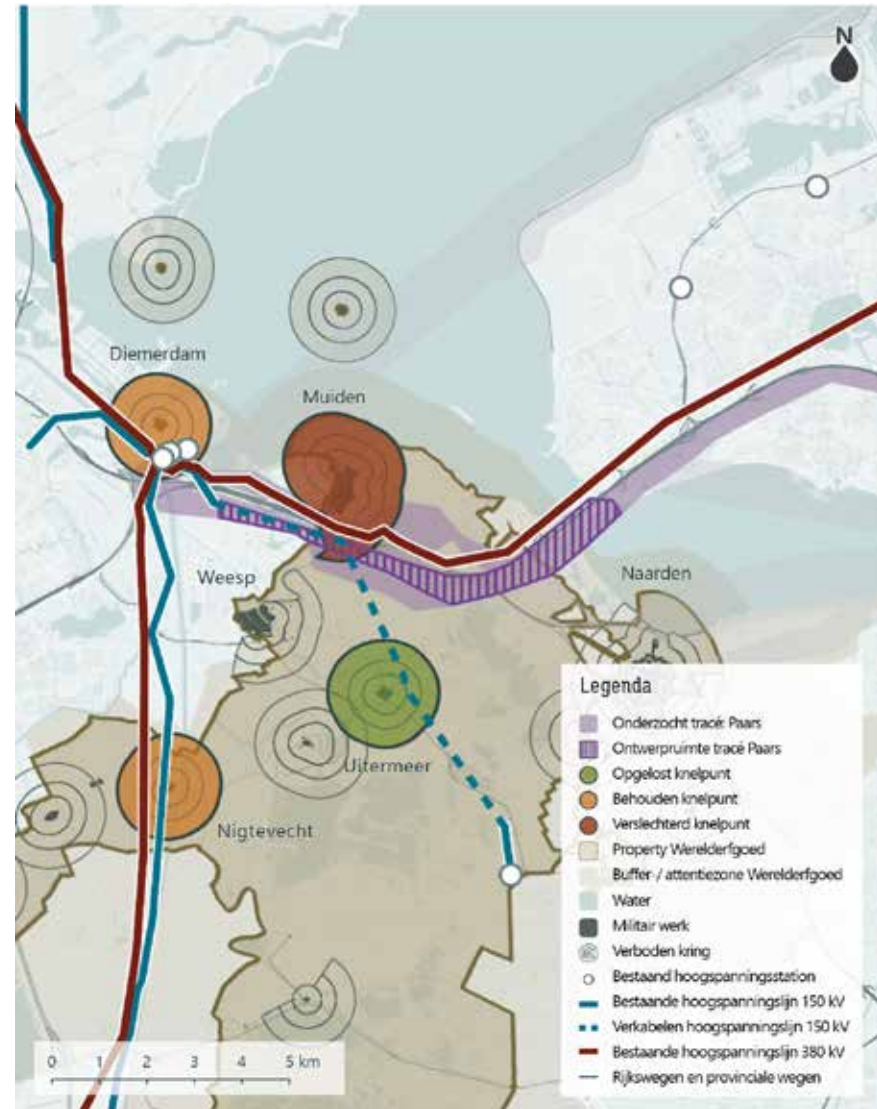 N
Diemerdam
Muiden
Weesp
Naarden
Uitermeer
Nigtevecht
Legenda
Onderzocht tracé Paars
Ontwerpruimte tracé Paars
Opgelost knelpunt
Behouden knelpunt
Verslechterd knelpunt
Property Werelderfgoed
Buffer-/ attentiezone Werelderfgoed
Water
Militair werk
Verboden kring
Bestaand hoogspanningsstation
Bestaande hoogspanningslijn 150 kV
Verkabelen hoogspanningslijn 150 kV
Bestaande hoogspanningslijn 380 kV
Rijkswegen en provinciale wegen
0 1 2 3 4 5 km